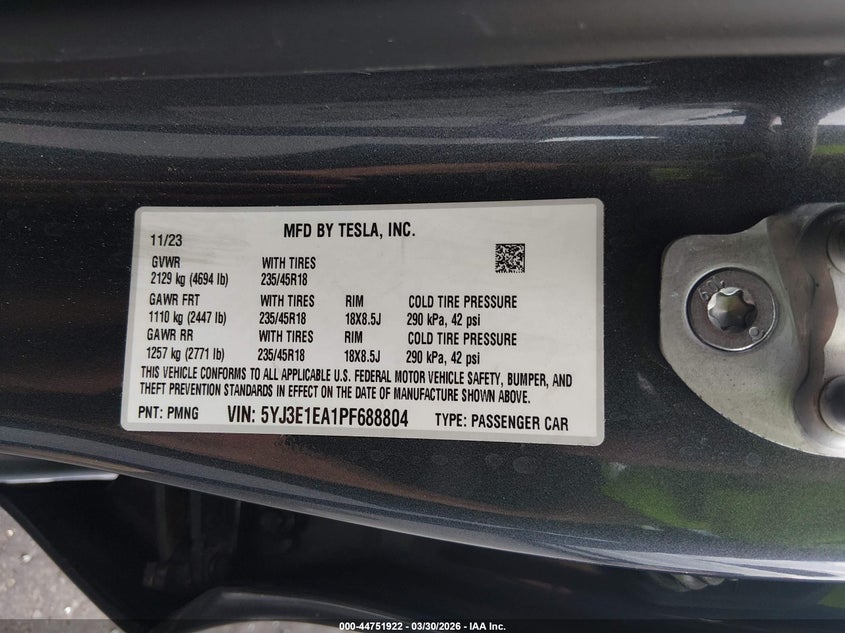 MFD BY TESLA, INC.
11/23
GVWR WITH TIRES
2129 kg (4694 lb) 235/45R18
GAWR FRT WITH TIRES RIM COLD TIRE PRESSURE
1110 kg (2447 lb) 235/45R18 18X8.5J 290 kPa, 42 psi
GAWR RR WITH TIRES RIM COLD TIRE PRESSURE
1257 kg (2771 lb) 235/45R18 18X8.5J 290 kPa, 42 psi
THIS VEHICLE CONFORMS TO ALL APPLICABLE U.S. FEDERAL MOTOR VEHICLE SAFETY, BUMPER, AND
THEFT PREVENTION STANDARDS IN EFFECT ON THE DATE OF MANUFACTURE SHOWN ABOVE.
PNT: PMNG VIN: 5YJ3E1EA1PF688804 TYPE: PASSENGER CAR
000-44751922 — 03/30/2026 — IAA Inc.